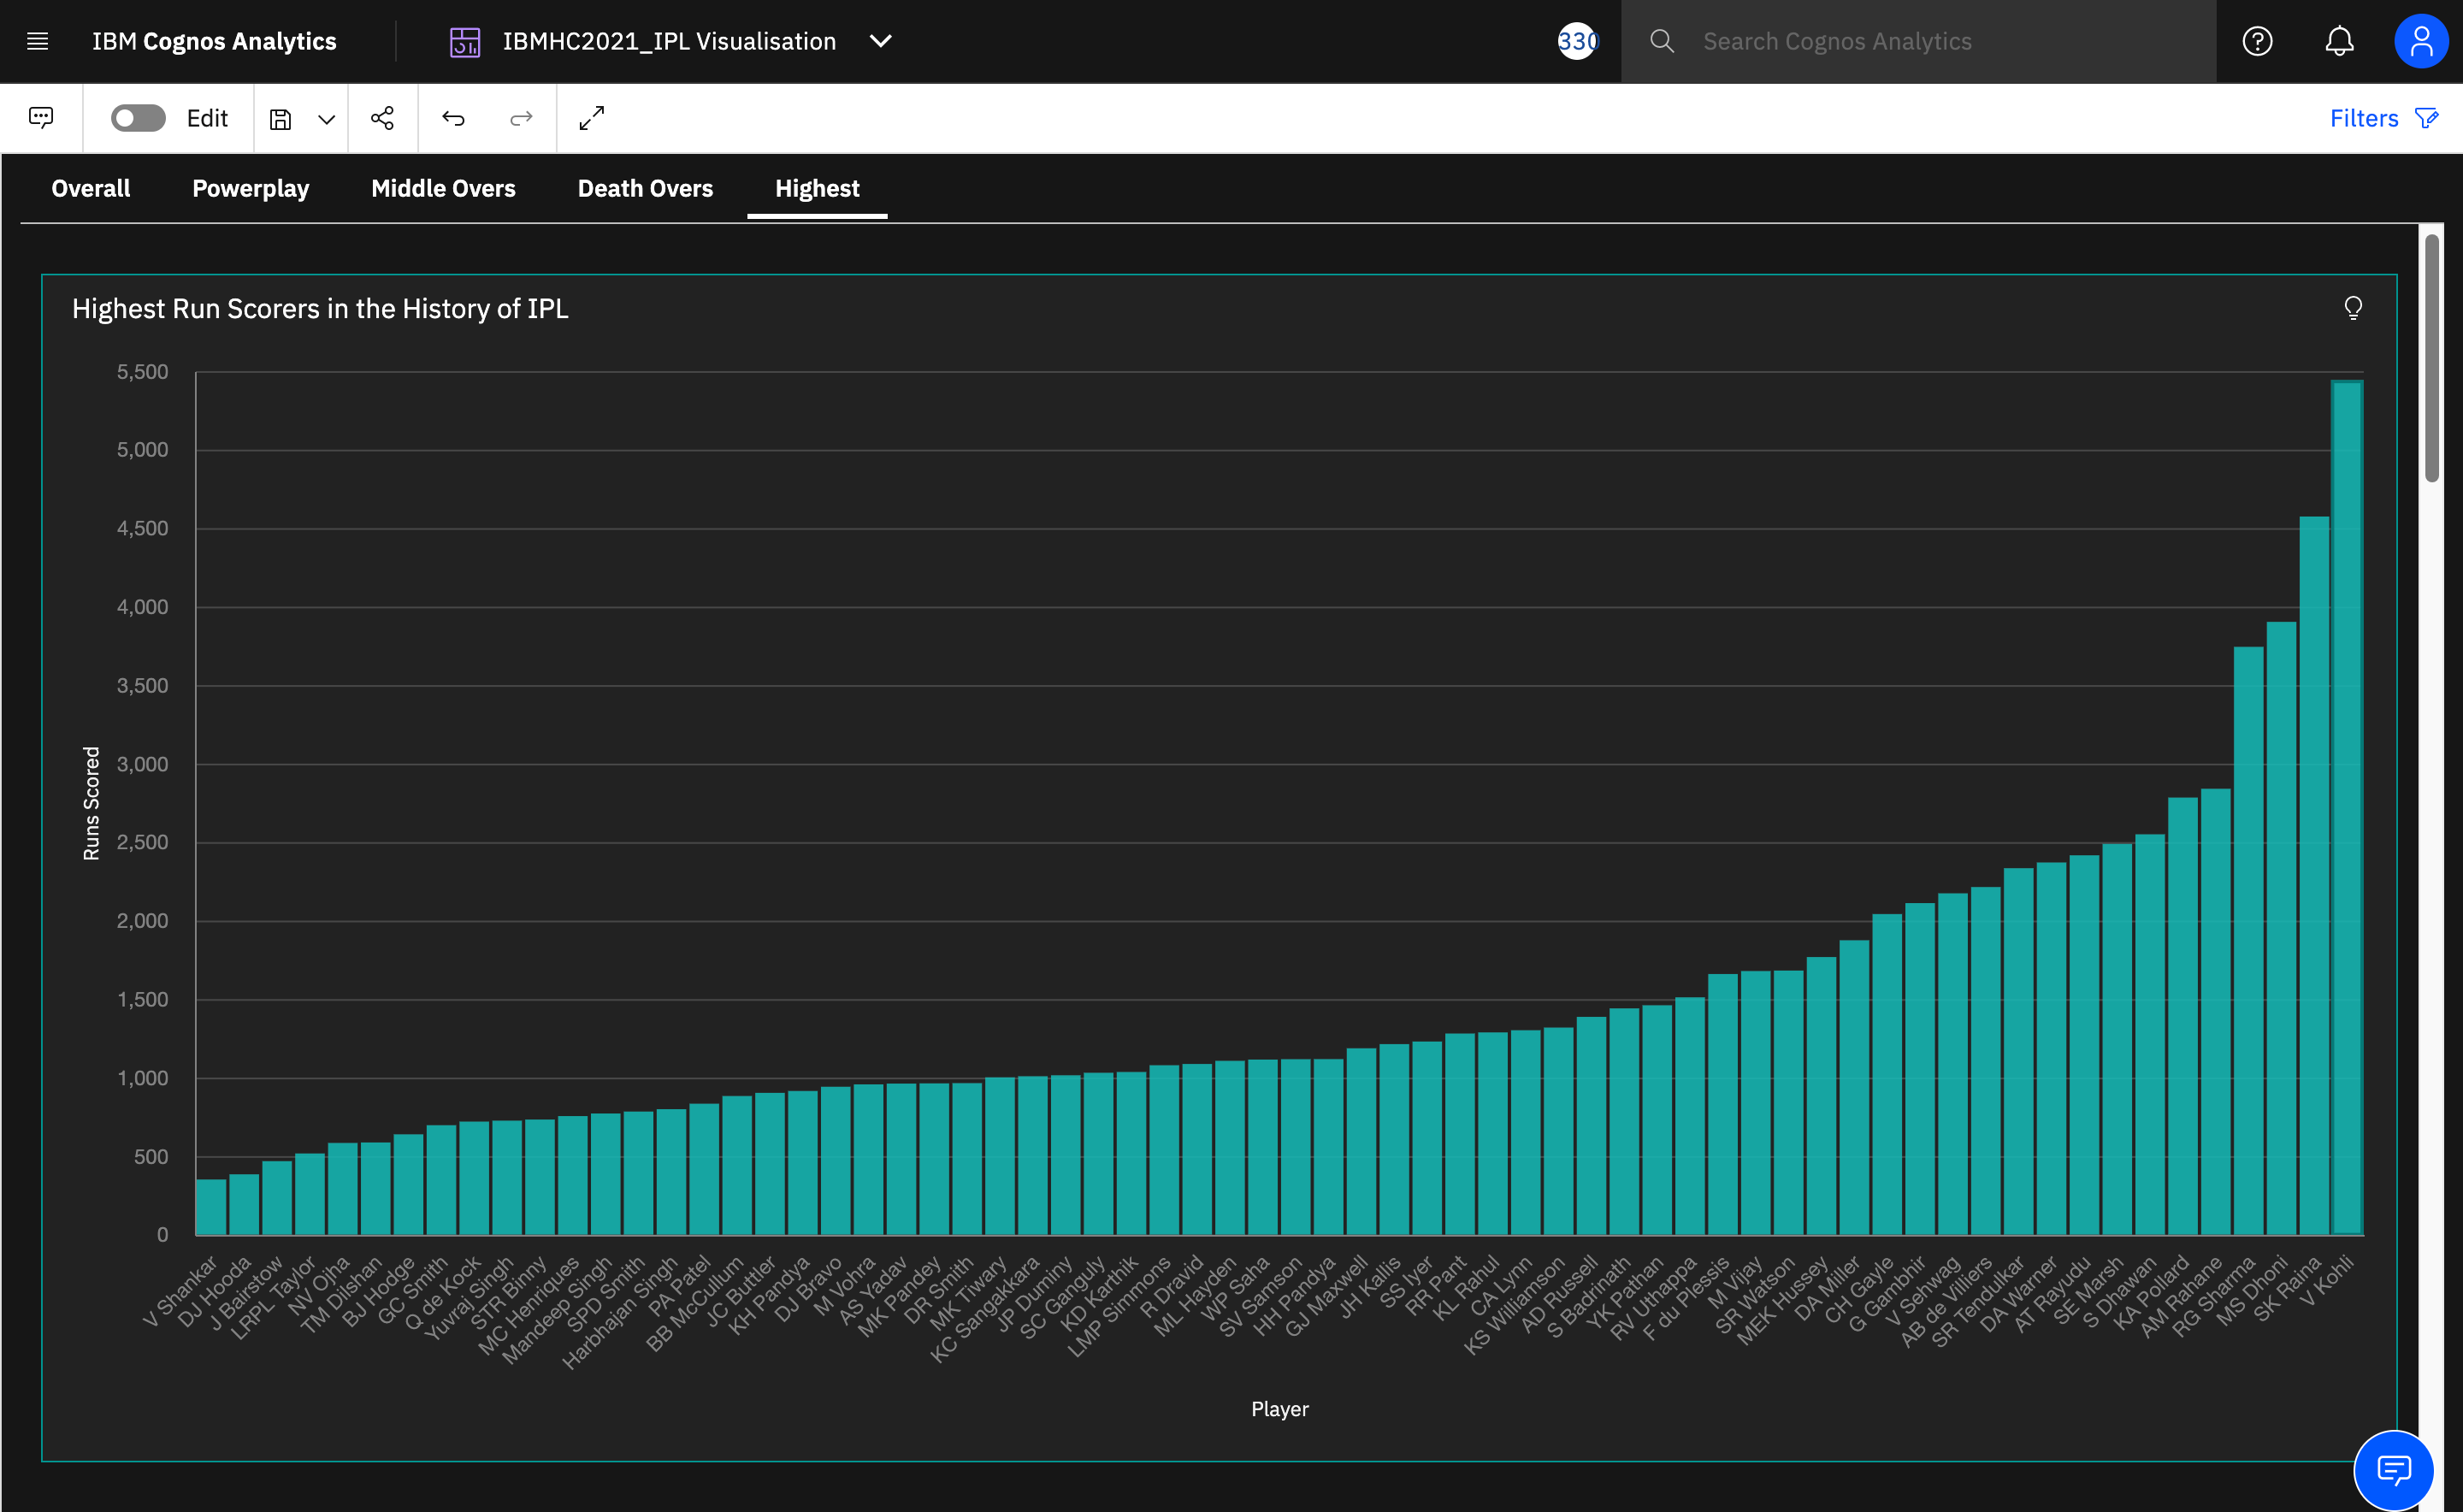 IBM Cognos Analytics
IBMHC2021_IPL Visualisation
330
Search Cognos Analytics
Edit
Filters
Overall
Powerplay
Middle Overs
Death Overs
Highest
Highest Run Scorers in the History of IPL
5,500
5,000
4,500
4,000
3,500
3,000
2,500
2,000
1,500
1,000
500
0
Runs Scored
V Shankar
DJ Hooda
J Bairstow
LRPL Taylor
NV Ojha
TM Dilshan
BJ Hodge
GC Smith
Q de Kock
Yuvraj Singh
STR Binny
MC Henriques
Mandeep Singh
SPD Smith
Harbhajan Singh
PA Patel
BB McCullum
JC Buttler
KH Pandya
DJ Bravo
M Vohra
AS Yadav
MK Pandey
DR Smith
MK Tiwary
KC Sangakkara
JP Duminy
SC Ganguly
KD Karthik
LMP Simmons
R Dravid
ML Hayden
WP Saha
SV Samson
HH Pandya
GJ Maxwell
JH Kallis
SS Iyer
RR Pant
KL Rahul
CA Lynn
KS Williamson
AD Russell
S Badrinath
YK Pathan
RV Uthappa
F du Plessis
M Vijay
SR Watson
MEK Hussey
DA Miller
CH Gayle
G Gambhir
V Sehwag
AB de Villiers
SR Tendulkar
DA Warner
AT Rayudu
SE Marsh
S Dhawan
KA Pollard
AM Rahane
RG Sharma
MS Dhoni
SK Raina
V Kohli
Player